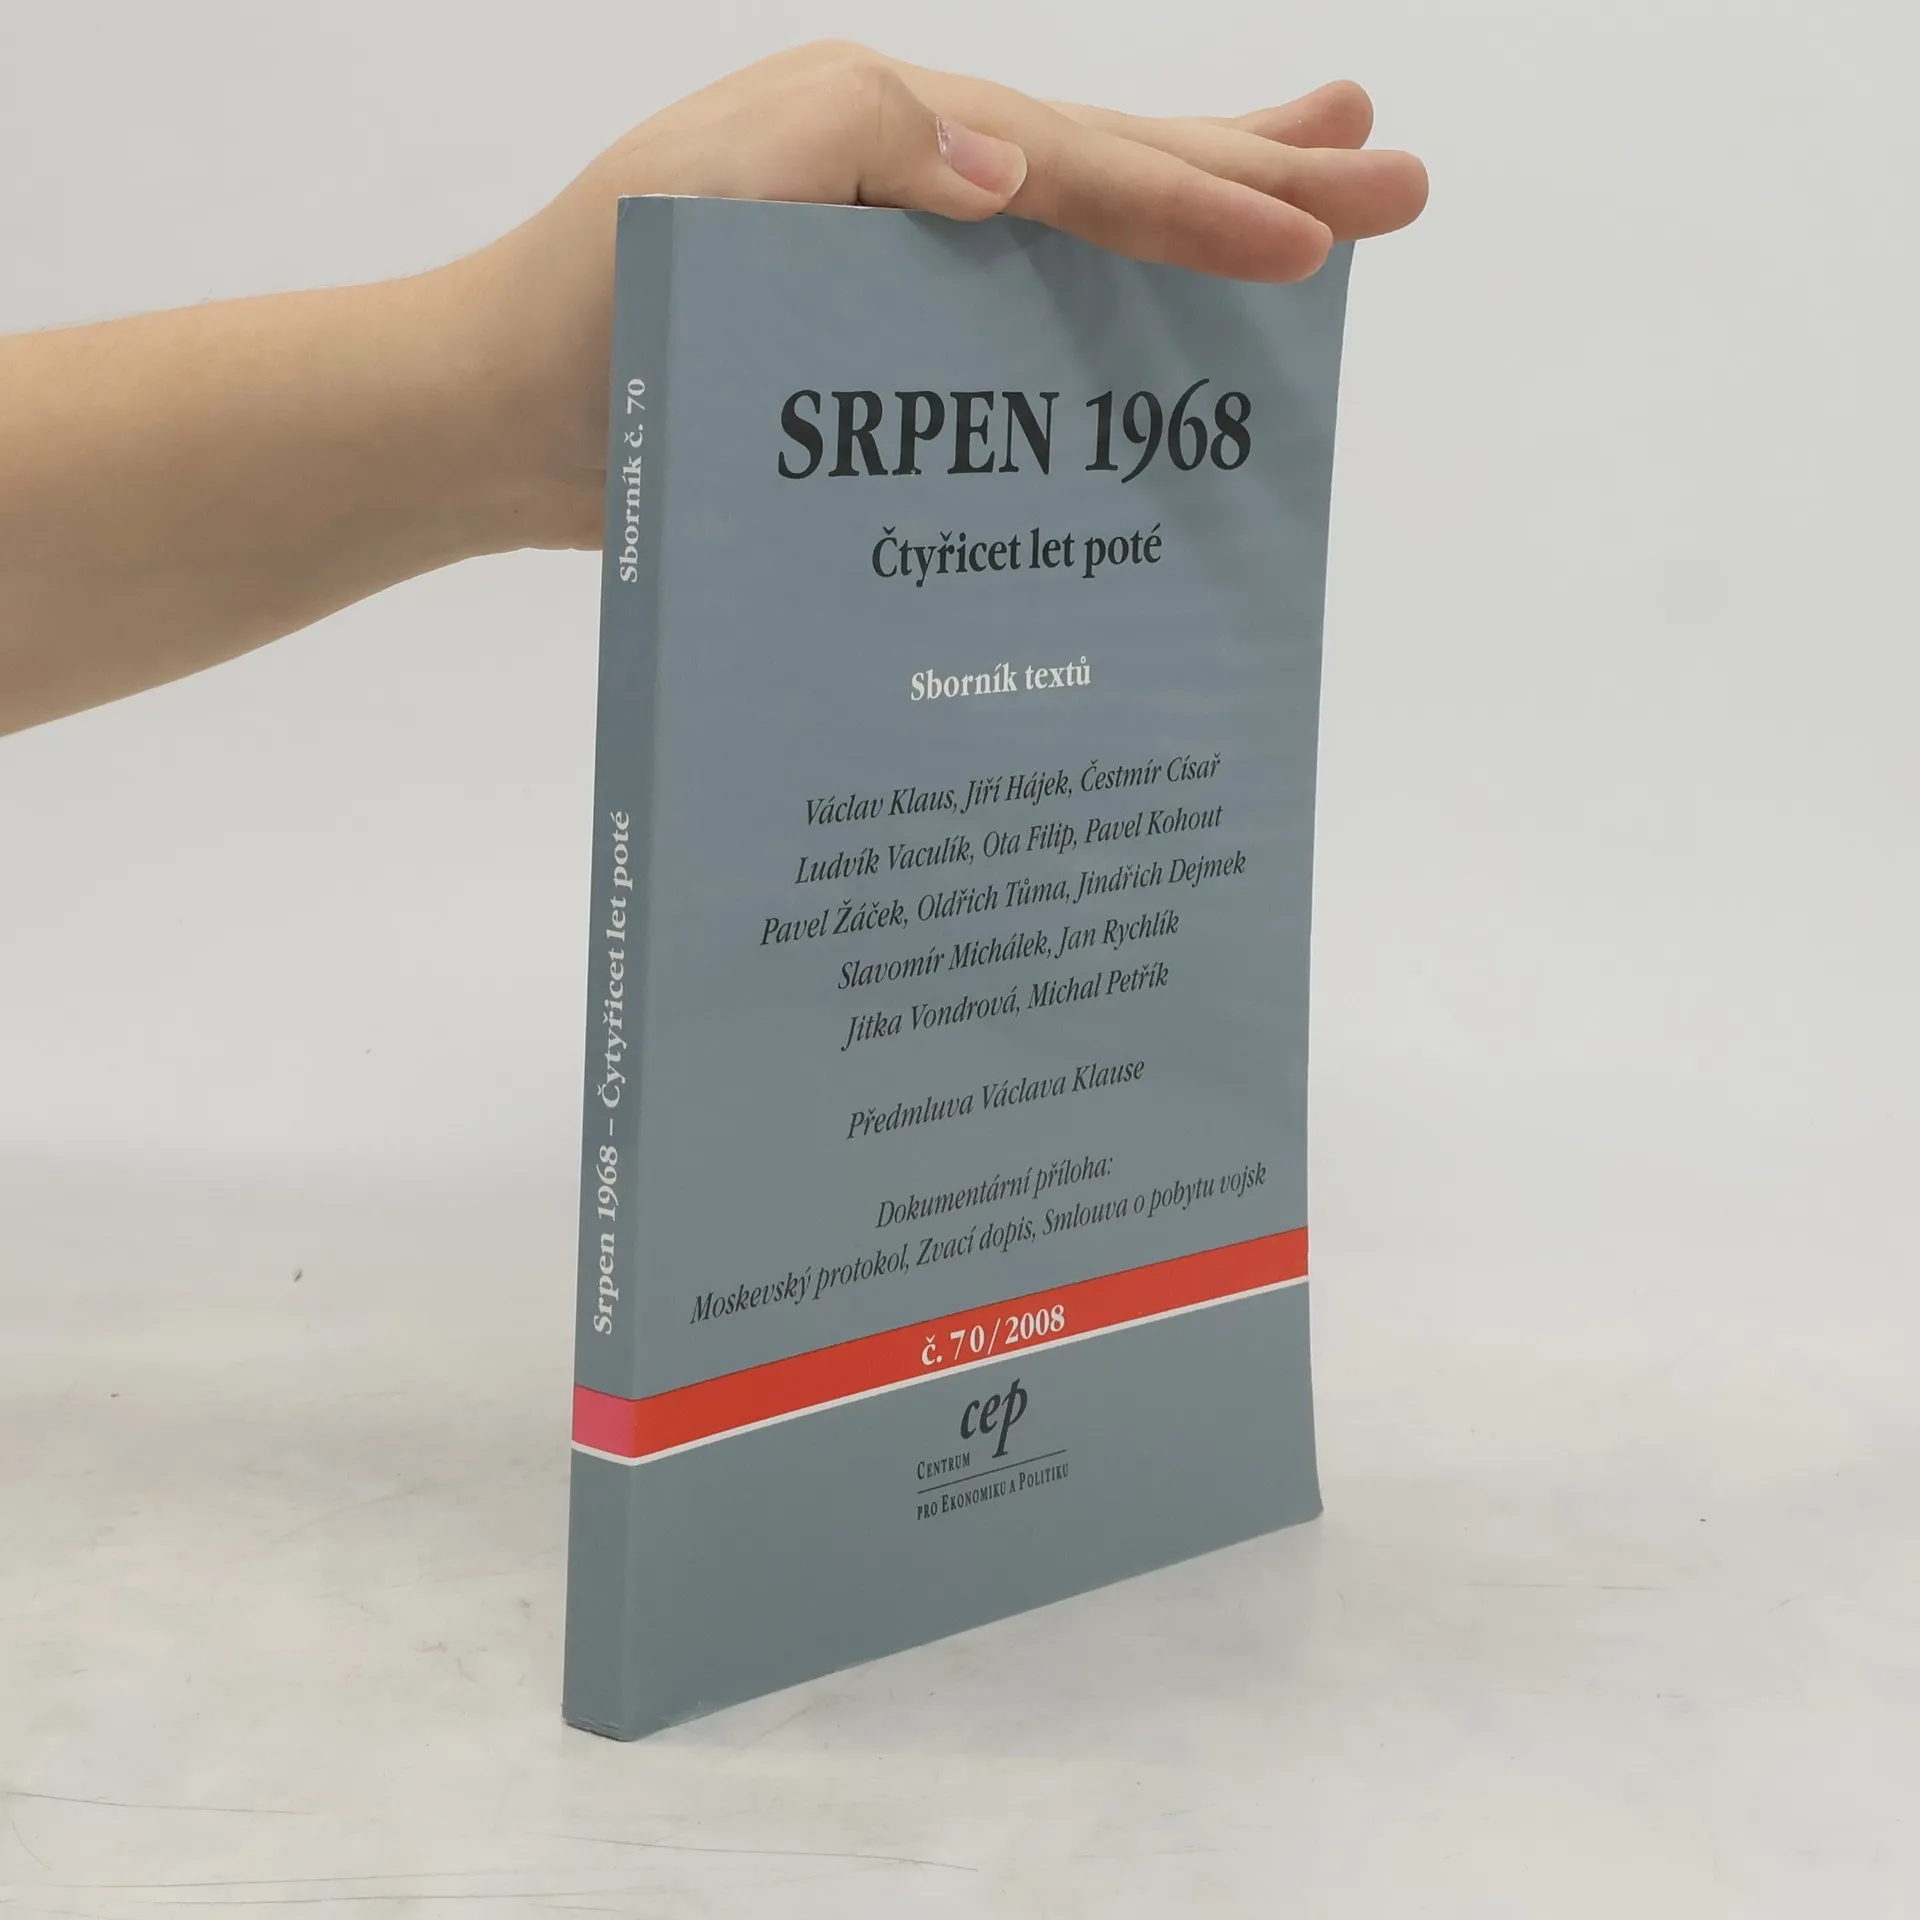 SRPEN 1968
Čtyřicet let poté
Sborník textů
Václav Klaus, Jiří Hájek, Čestmír Císař
Ludvík Vaculík, Ota Filip, Pavel Kohout
Pavel Žáček, Oldřich Tůma, Jindřich Dejmek
Slavomír Michálek, Jan Rychlík
Jitka Vondrová, Michal Petřík
Předmluva Václava Klause
Dokumentární příloha:
Moskevský protokol, Zvací dopis, Smlouva o pobytu vojsk
č. 70/2008
cep
CENTRUM
PRO EKONOMIKU A POLITIKU
Srpen 1968 – Čytyřicet let poté
Sborník č. 70